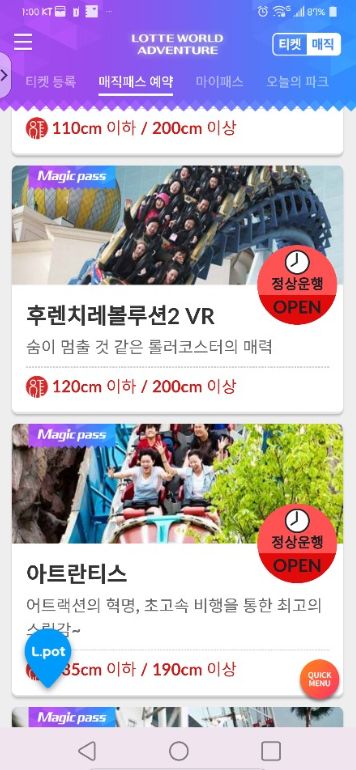 1:00 KT
87%
LOTTE WORLD
ADVENTURE
티켓 매직
티켓 등록 매직패스 예약 마이패스 오늘의 파크
110cm 이하 / 200cm 이상
Magic pass
정상운행
OPEN
후렌치레볼루션2 VR
숨이 멈출 것 같은 롤러코스터의 매력
120cm 이하 / 200cm 이상
Magic pass
정상운행
OPEN
아트란티스
어트랙션의 혁명, 초고속 비행을 통한 최고의
L.pot
35cm 이하 / 190cm 이상
QUICK
MENU
Magic pass